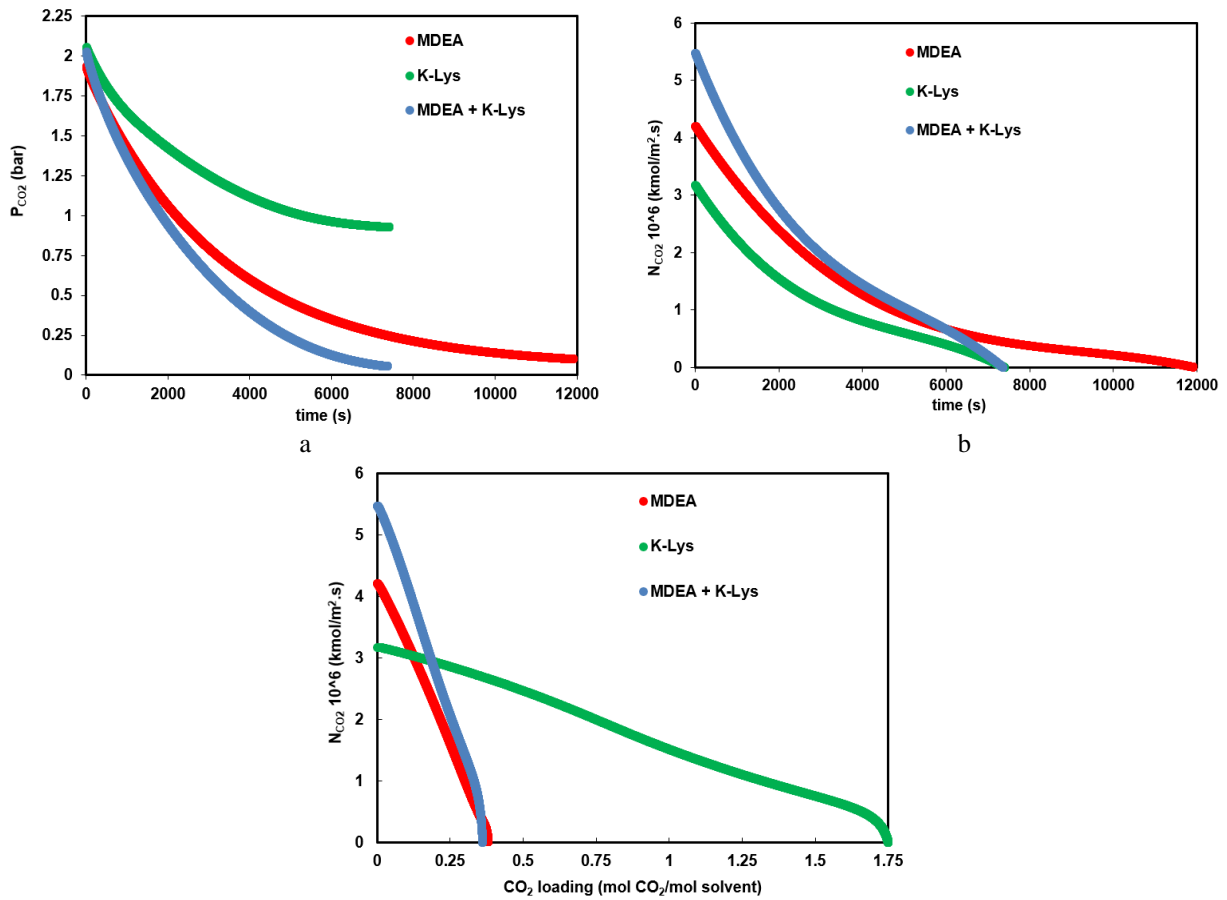 2.25
2
1.75
1.5
1.25
1
0.75
0.5
0.25
0
P_CO2 (bar)
MDEA
K-Lys
MDEA + K-Lys
0 2000 4000 6000 8000 10000 12000
time (s)
a
6
5
4
3
2
1
0
N_CO2 10^6 (kmol/m².s)
MDEA
K-Lys
MDEA + K-Lys
0 2000 4000 6000 8000 10000 12000
time (s)
b
6
5
4
3
2
1
0
N_CO2 10^6 (kmol/m².s)
MDEA
K-Lys
MDEA + K-Lys
0 0.25 0.5 0.75 1 1.25 1.5 1.75
CO₂ loading (mol CO₂/mol solvent)